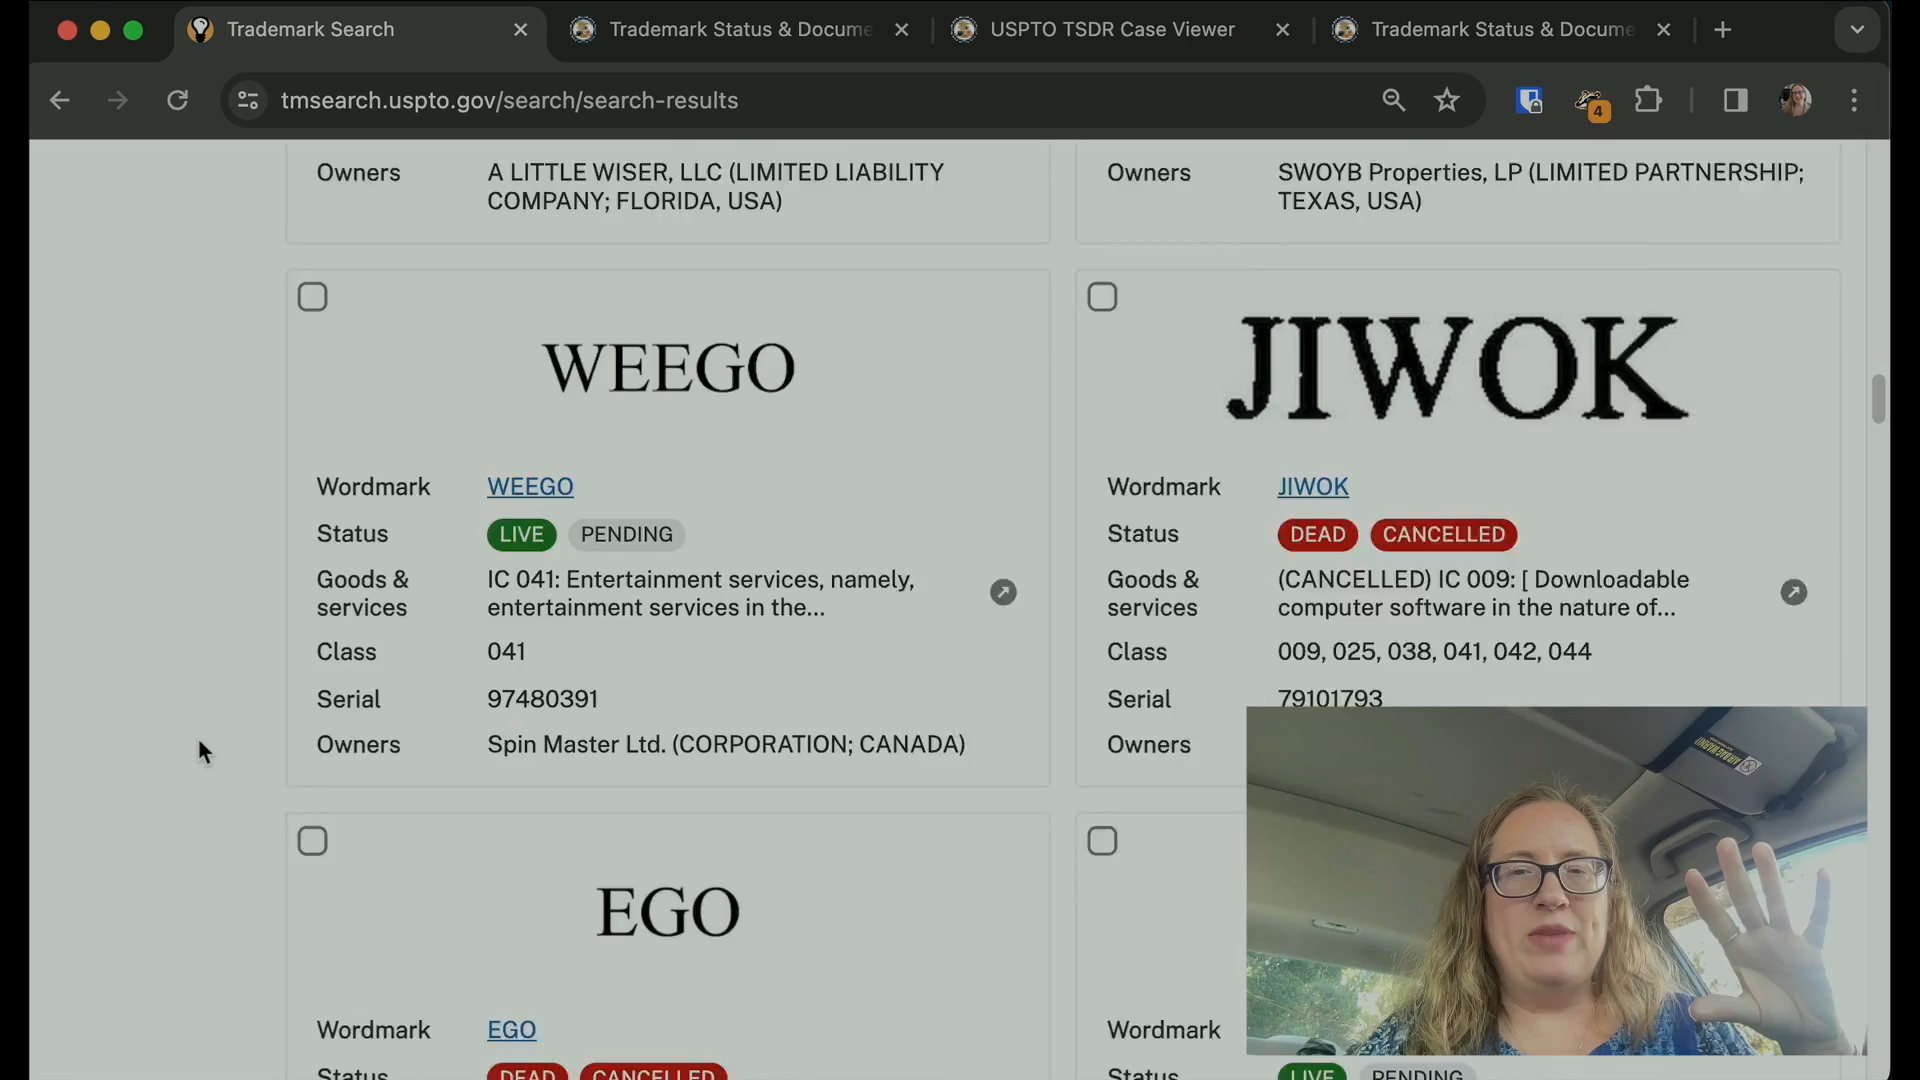 Trademark Search
Trademark Status & Docume
USPTO TSDR Case Viewer
Trademark Status & Docume
tmsearch.uspto.gov/search/search-results
4
Owners
A LITTLE WISER, LLC (LIMITED LIABILITY
COMPANY; FLORIDA, USA)
Owners
SWOYB Properties, LP (LIMITED PARTNERSHIP;
TEXAS, USA)
WEEGO
Wordmark
WEEGO
Status
LIVE
PENDING
Goods &
services
IC 041: Entertainment services, namely,
entertainment services in the...
Class
041
Serial
97480391
Owners
Spin Master Ltd. (CORPORATION; CANADA)
JIWOK
Wordmark
JIWOK
Status
DEAD
CANCELLED
Goods &
services
(CANCELLED) IC 009: [ Downloadable
computer software in the nature of...
Class
009, 025, 038, 041, 042, 044
Serial
79101793
Owners
EGO
Wordmark
EGO
Status
DEAD
CANCELLED
Wordmark
Status
LIVE
PENDING